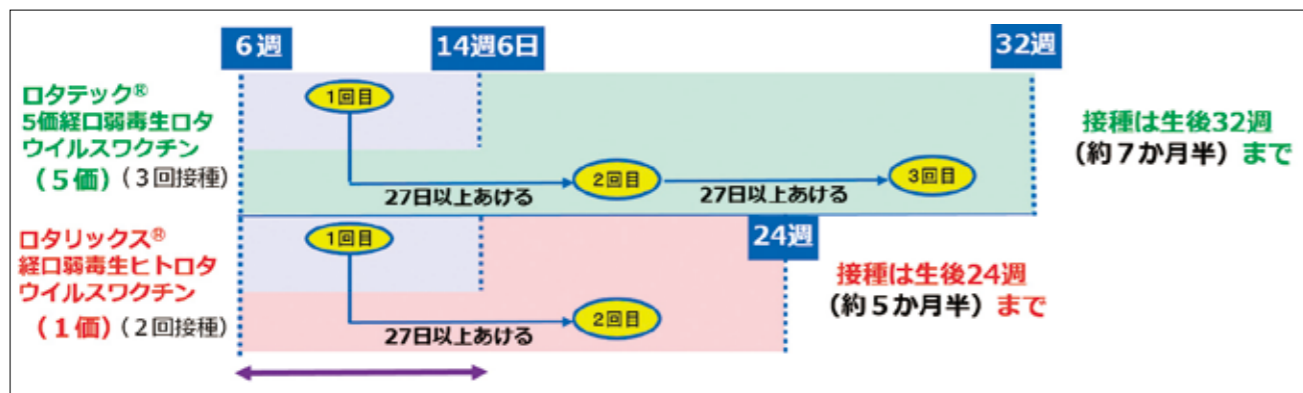 6週
14週6日
32週
ロタテック®
5価経口弱毒生ロタ
ウイルスワクチン
(5価)(3回接種)
1回目
2回目
3回目
27日以上あける
27日以上あける
接種は生後32週
(約7か月半)まで
ロタリックス®
経口弱毒生ヒトロタ
ウイルスワクチン
(1価)(2回接種)
1回目
24週
2回目
27日以上あける
接種は生後24週
(約5か月半)まで